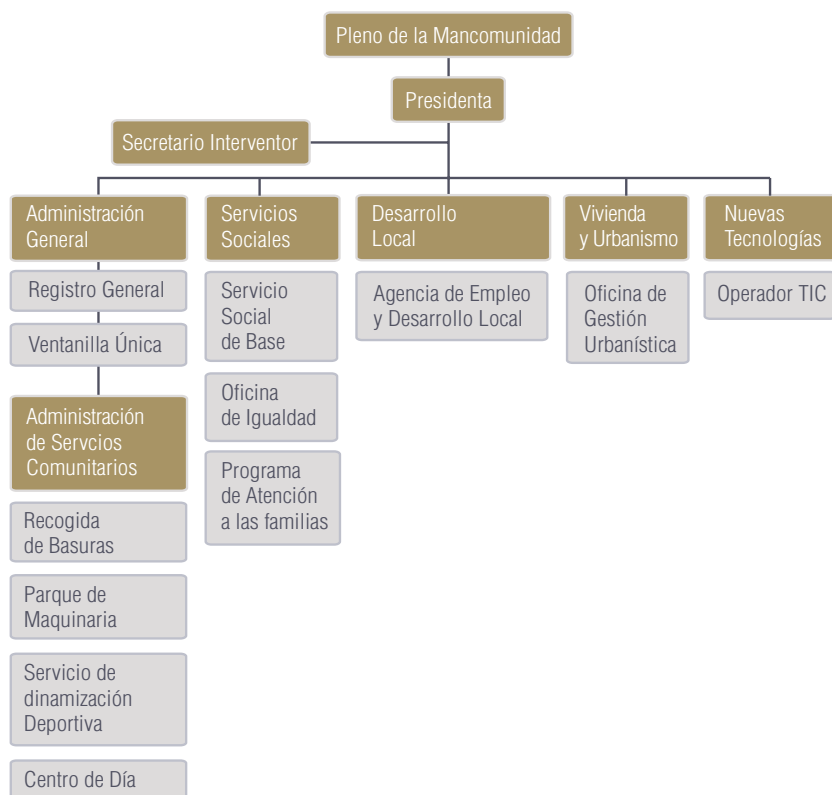 Pleno de la Mancomunidad
Presidenta
Secretario Interventor
Administración
General
Registro General
Ventanilla Única
Administración
de Servcios
Comunitarios
Recogida
de Basuras
Parque de
Maquinaria
Servicio de
dinamización
Deportiva
Centro de Día
Servicios
Sociales
Servicio
Social
de Base
Oficina
de Igualdad
Programa
de Atención
a las familias
Desarrollo
Local
Agencia de Empleo
y Desarrollo Local
Vivienda
y Urbanismo
Oficina de
Gestión
Urbanística
Nuevas
Tecnologías
Operador TIC